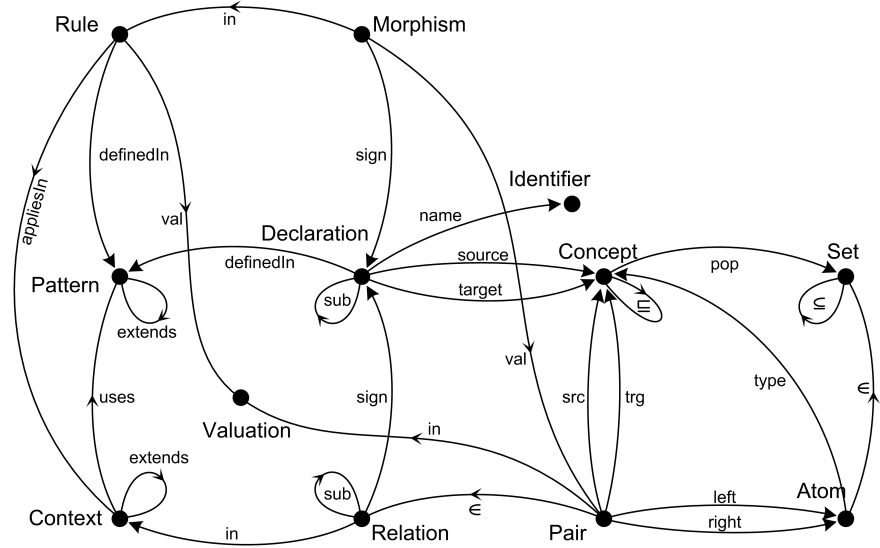 Rule
in
Morphism
definedIn
sign
appliesIn
val
Identifier
name
Declaration
source
Concept
Set
definedIn
pop
Pattern
target
sub
⊑
⊆
extends
val
type
uses
sign
src
trg
∈
Valuation
in
extends
sub
left
Atom
Context
in
Relation
∈
Pair
right